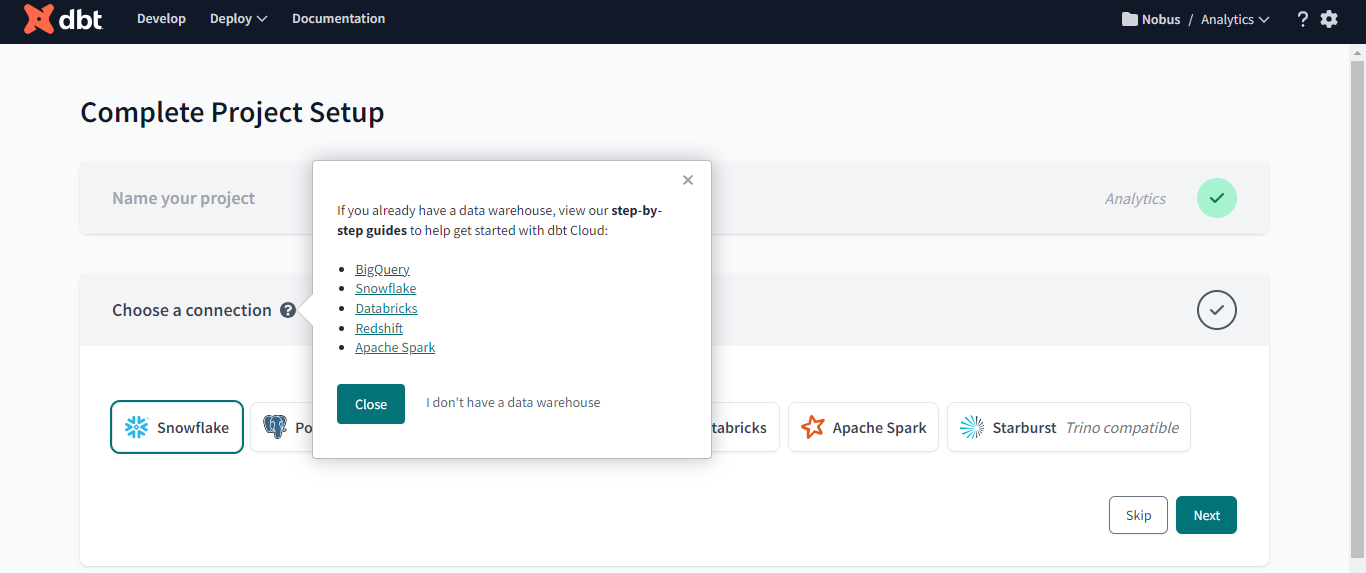 dbt Develop Deploy Documentation Nobus / Analytics ?
Complete Project Setup
Name your project Analytics
×
If you already have a data warehouse, view our step-by-
step guides to help get started with dbt Cloud:
• BigQuery
• Snowflake
• Databricks
• Redshift
• Apache Spark
Choose a connection ?
Close I don't have a data warehouse
Snowflake Po tabricks Apache Spark Starburst Trino compatible
Skip Next